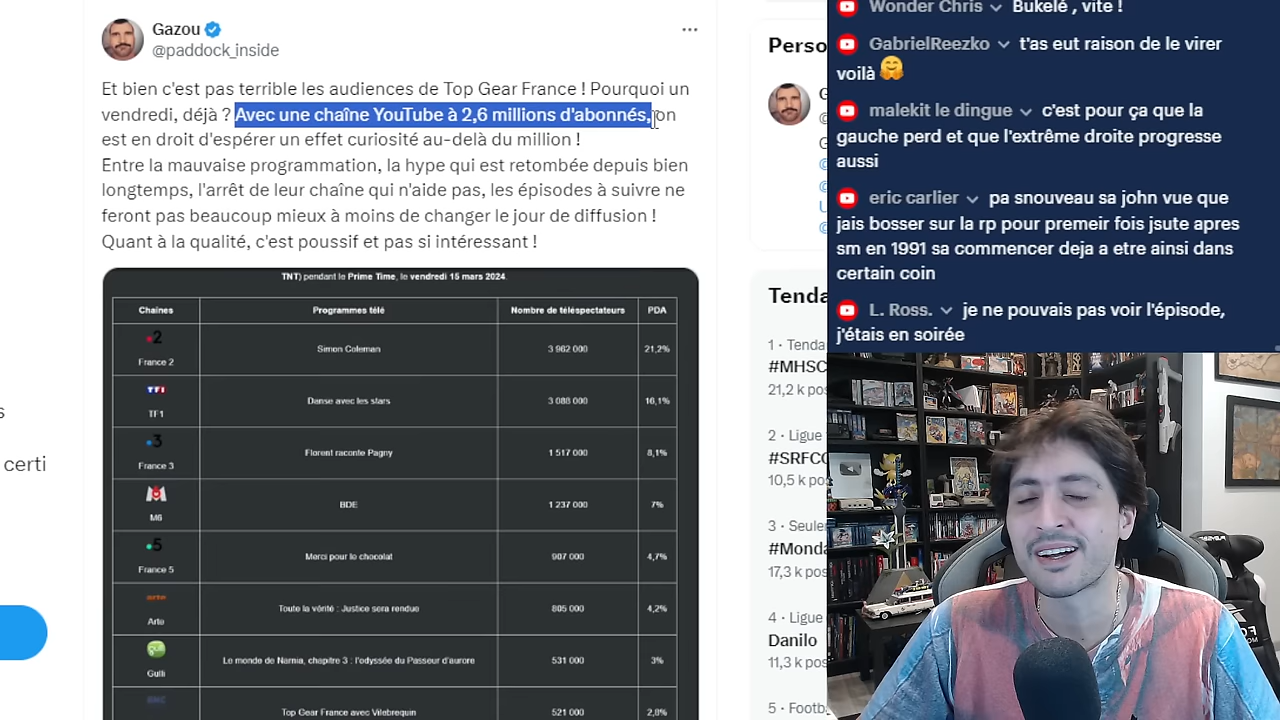 Gazou
@paddock_inside
Et bien c'est pas terrible les audiences de Top Gear France ! Pourquoi un
vendredi, déjà ? Avec une chaîne YouTube à 2,6 millions d'abonnés, on
est en droit d'espérer un effet curiosité au-delà du million !
Entre la mauvaise programmation, la hype qui est retombée depuis bien
longtemps, l'arrêt de leur chaîne qui n'aide pas, les épisodes à suivre ne
feront pas beaucoup mieux à moins de changer le jour de diffusion !
Quant à la qualité, c'est poussif et pas si intéressant !
TNT) pendant le Prime Time, le vendredi 15 mars 2024.
Chaines Programmes télé Nombre de téléspectateurs PDA
2
France 2 Simon Coleman 3 982 000 21,2%
TF1
TF1 Danse avec les stars 3 088 000 16,1%
3
France 3 Florent raconte Pagny 1 517 000 8,1%
M6 BDE 1 237 000 7%
5
France 5 Merci pour le chocolat 907 000 4,7%
arte
Arte Toute la vérité : Justice sera rendue 805 000 4,2%
Gulli Le monde de Narnia, chapitre 3 : l'odyssée du Passeur d'aurore 531 000 3%
Top Gear France avec Vilebrequin 521 000 2,8%
s
certi
Perso
G
@
G
@
@
U
@
Tenda
1 · Tenda
#MHSC
21,2 k pos
2 · Ligue
#SRFCO
10,5 k pos
3 · Seule
#Monda
17,3 k pos
4 · Ligue
Danilo
11,3 k pos
5 · Footb
Wonder Chris Bukelé , vite !
GabrielReezko t'as eut raison de le virer
voilà 🤗
malekit le dingue c'est pour ça que la
gauche perd et que l'extrême droite progresse
aussi
eric carlier pa snouveau sa john vue que
jais bosser sur la rp pour premeir fois jsute apres
sm en 1991 sa commencer deja a etre ainsi dans
certain coin
L. Ross. je ne pouvais pas voir l'épisode,
j'étais en soirée